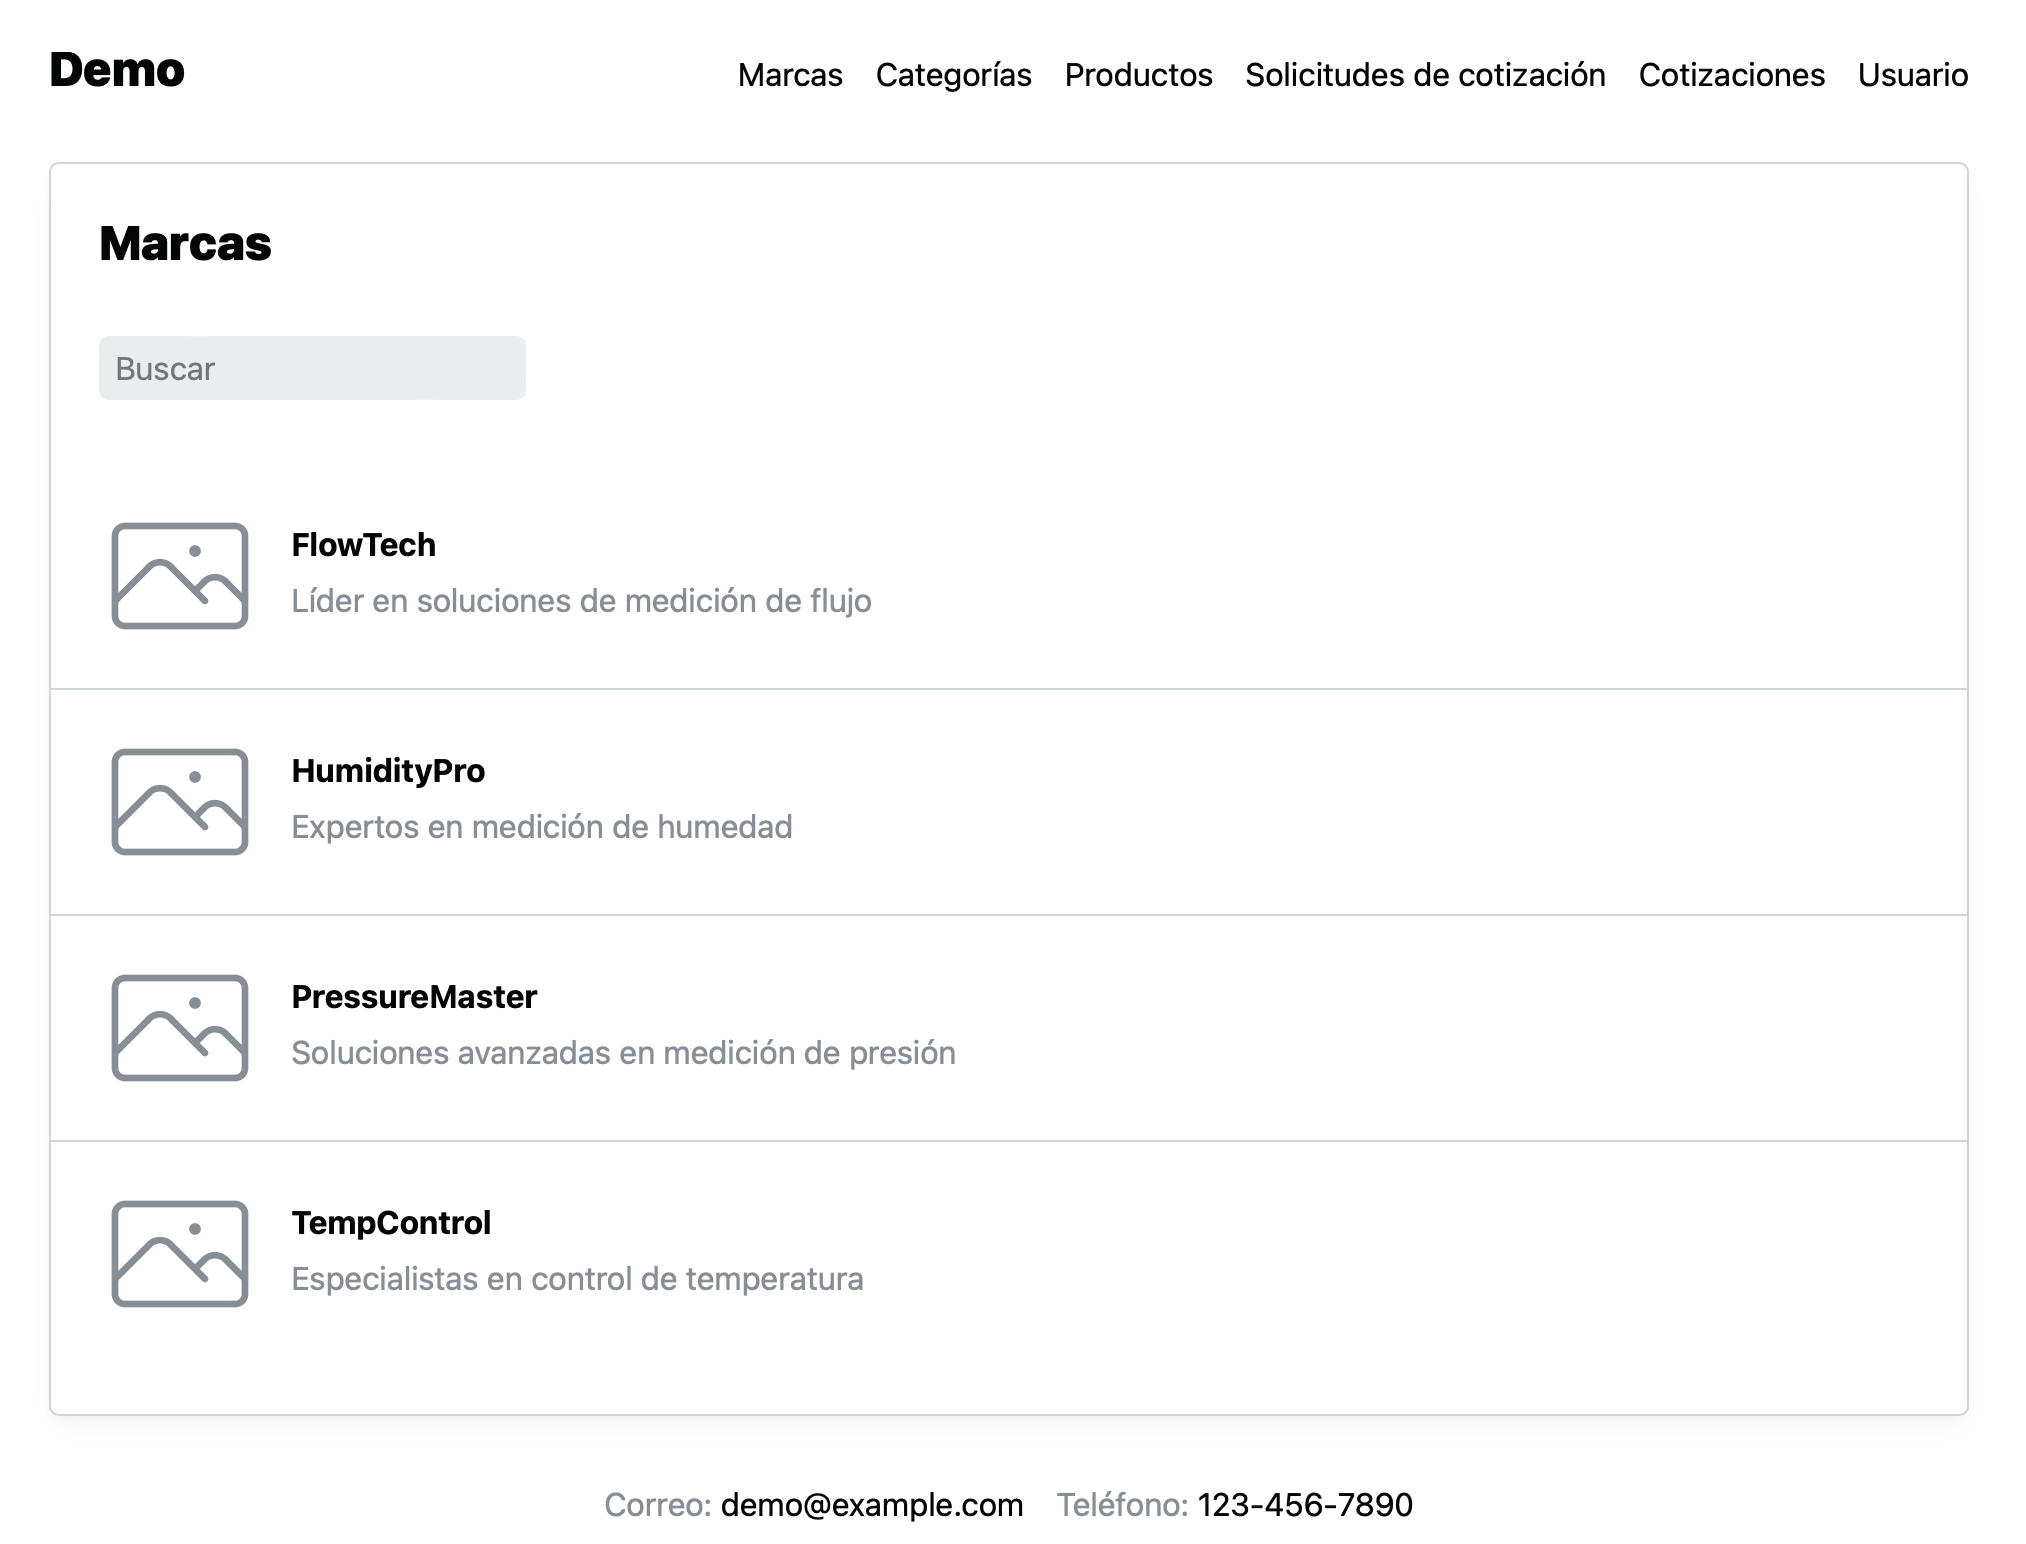 Demo
Marcas Categorías Productos Solicitudes de cotización Cotizaciones Usuario
Marcas
Buscar
FlowTech
Líder en soluciones de medición de flujo
HumidityPro
Expertos en medición de humedad
PressureMaster
Soluciones avanzadas en medición de presión
TempControl
Especialistas en control de temperatura
Correo: demo@example.com Teléfono: 123-456-7890